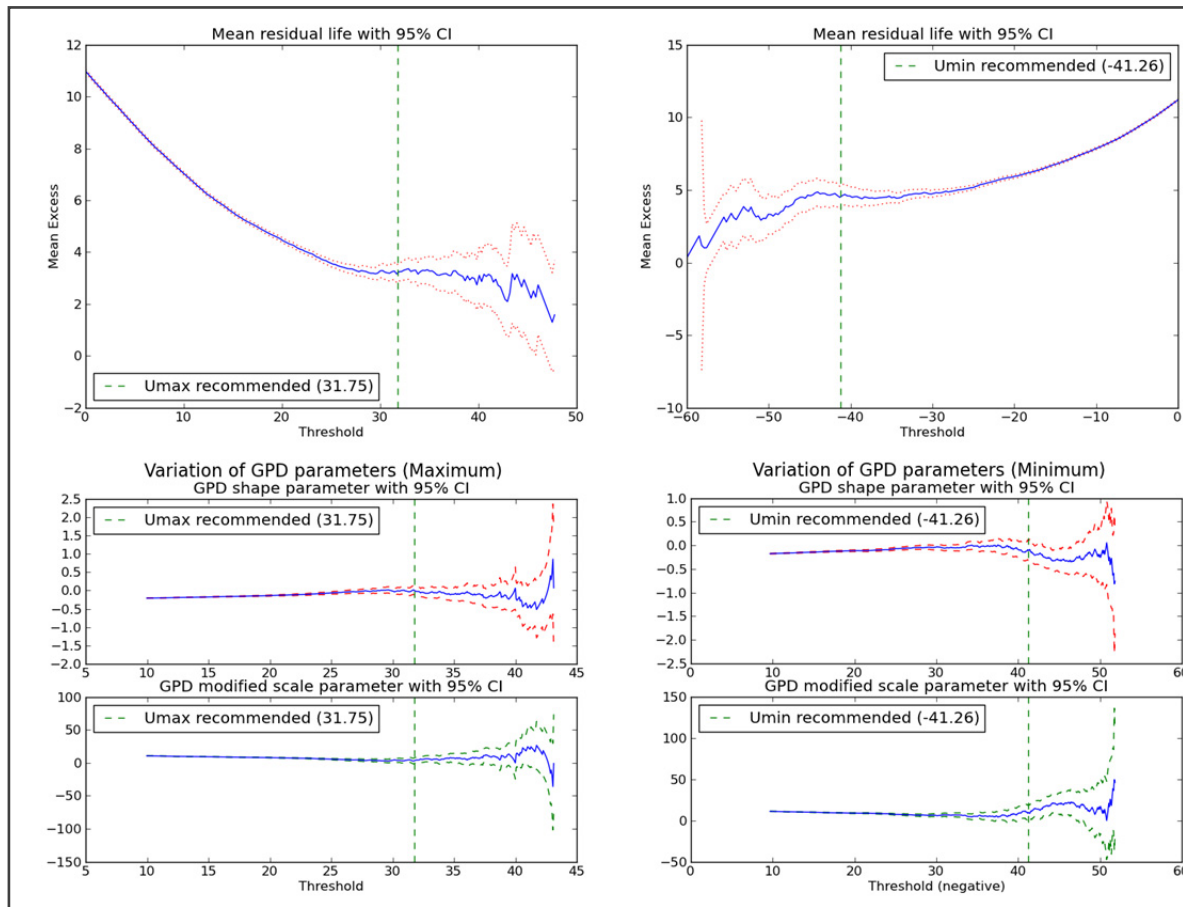 Mean residual life with 95% CI
12
10
8
6
4
2
0
−2
Mean Excess
Umax recommended (31.75)
0 10 20 30 40 50
Threshold
Mean residual life with 95% CI
15
10
5
0
−5
−10
Mean Excess
Umin recommended (-41.26)
−60 −50 −40 −30 −20 −10 0
Threshold
Variation of GPD parameters (Maximum)
GPD shape parameter with 95% CI
2.5
2.0
1.5
1.0
0.5
0.0
−0.5
−1.0
−1.5
−2.0
Umax recommended (31.75)
5 10 15 20 25 30 35 40 45
GPD modified scale parameter with 95% CI
100
50
0
−50
−100
−150
Umax recommended (31.75)
5 10 15 20 25 30 35 40 45
Threshold
Variation of GPD parameters (Minimum)
GPD shape parameter with 95% CI
1.0
0.5
0.0
−0.5
−1.0
−1.5
−2.0
−2.5
Umin recommended (-41.26)
0 10 20 30 40 50 60
GPD modified scale parameter with 95% CI
150
100
50
0
−50
Umin recommended (-41.26)
0 10 20 30 40 50 60
Threshold (negative)